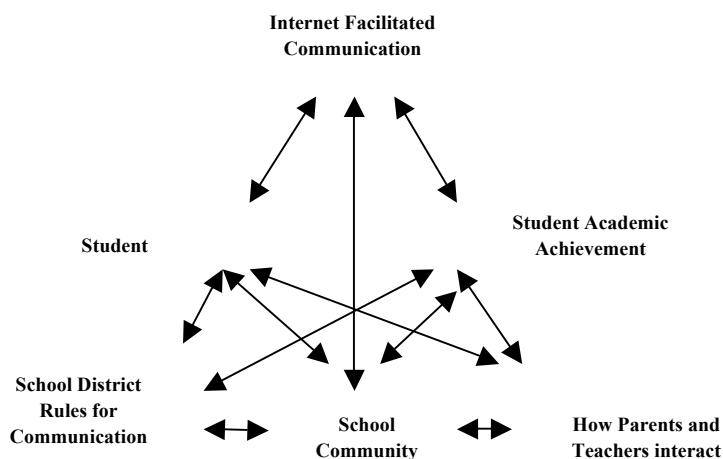 Internet Facilitated
Communication
Student
Student Academic
Achievement
School District
Rules for
Communication
School
Community
How Parents and
Teachers interact